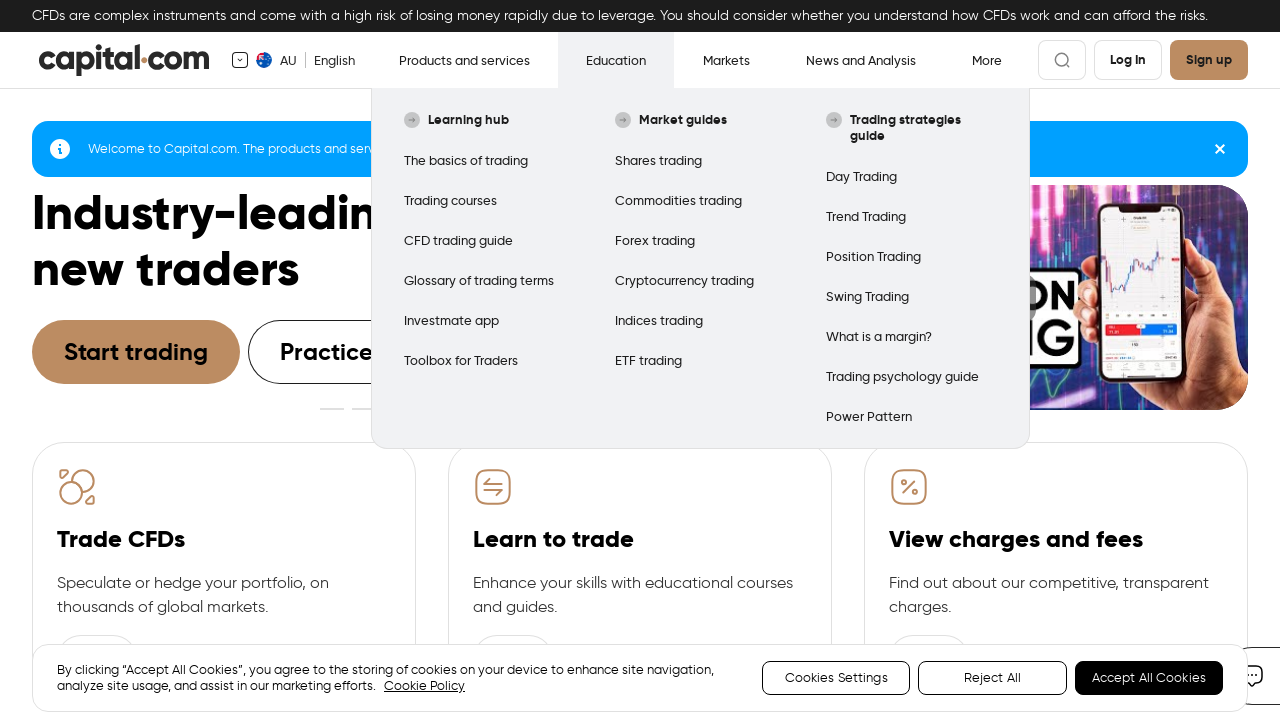 CFDs are complex instruments and come with a high risk of losing money rapidly due to leverage. You should consider whether you understand how CFDs work and can afford the risks.
capital.com
AU
English
Products and services
Education
Markets
News and Analysis
More
Log In
Sign up
Learning hub
The basics of trading
Trading courses
CFD trading guide
Glossary of trading terms
Investmate app
Toolbox for Traders
Market guides
Shares trading
Commodities trading
Forex trading
Cryptocurrency trading
Indices trading
ETF trading
Trading strategies
guide
Day Trading
Trend Trading
Position Trading
Swing Trading
What is a margin?
Trading psychology guide
Power Pattern
Welcome to Capital.com. The products and serv
Industry-leadin
new traders
Start trading
Practice
ON
NG
Trade CFDs
Speculate or hedge your portfolio, on
thousands of global markets.
Learn to trade
Enhance your skills with educational courses
and guides.
View charges and fees
Find out about our competitive, transparent
charges.
By clicking “Accept All Cookies”, you agree to the storing of cookies on your device to enhance site navigation,
analyze site usage, and assist in our marketing efforts. Cookie Policy
Cookies Settings
Reject All
Accept All Cookies